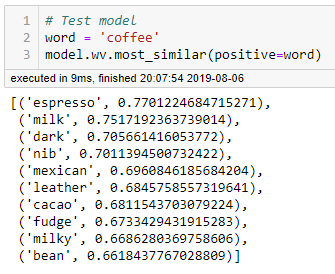 1 # Test model
2 word = 'coffee'
3 model.wv.most_similar(positive=word)
executed in 9ms, finished 20:07:54 2019-08-06
[('espresso', 0.7701224684715271),
('milk', 0.7517192363739014),
('dark', 0.705661416053772),
('nib', 0.7011394500732422),
('mexican', 0.6960846185684204),
('leather', 0.6845758557319641),
('cacao', 0.6811543703079224),
('fudge', 0.6733429431915283),
('milky', 0.6686280369758606),
('bean', 0.6618437767028809)]